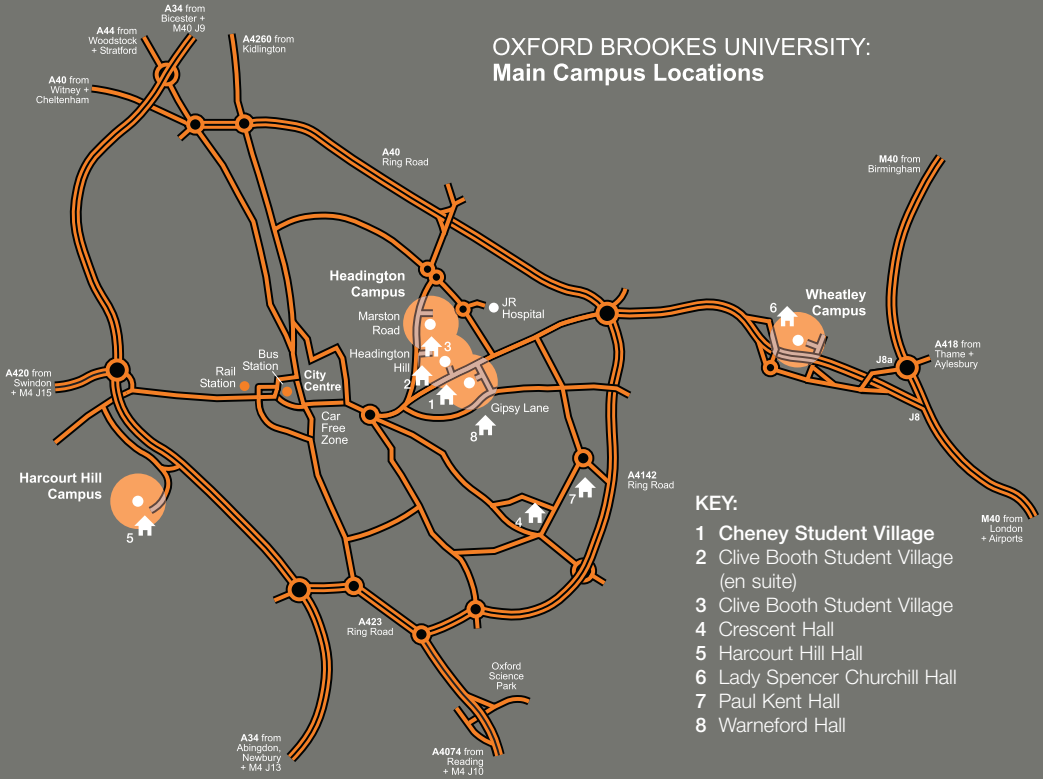 A34 from
Bicester +
M40 J9
A44 from
Woodstock
+ Stratford
A4260 from
Kidlington
OXFORD BROOKES UNIVERSITY:
Main Campus Locations
A40 from
Witney +
Cheltenham
A40
Ring Road
M40 from
Birmingham
Headington
Campus
Marston
Road
JR
Hospital
3
Headington
Hill
2
1
Gipsy Lane
8
6
Wheatley
Campus
J8a
A418 from
Thame +
Aylesbury
J8
Bus
Station
Rail
Station
City
Centre
Car
Free
Zone
A420 from
Swindon
+ M4 J15
Harcourt Hill
Campus
5
A4142
Ring Road
7
4
M40 from
London
+ Airports
A423
Ring Road
Oxford
Science
Park
A34 from
Abingdon,
Newbury
+ M4 J13
A4074 from
Reading
+ M4 J10
KEY:
1 Cheney Student Village
2 Clive Booth Student Village
(en suite)
3 Clive Booth Student Village
4 Crescent Hall
5 Harcourt Hill Hall
6 Lady Spencer Churchill Hall
7 Paul Kent Hall
8 Warneford Hall